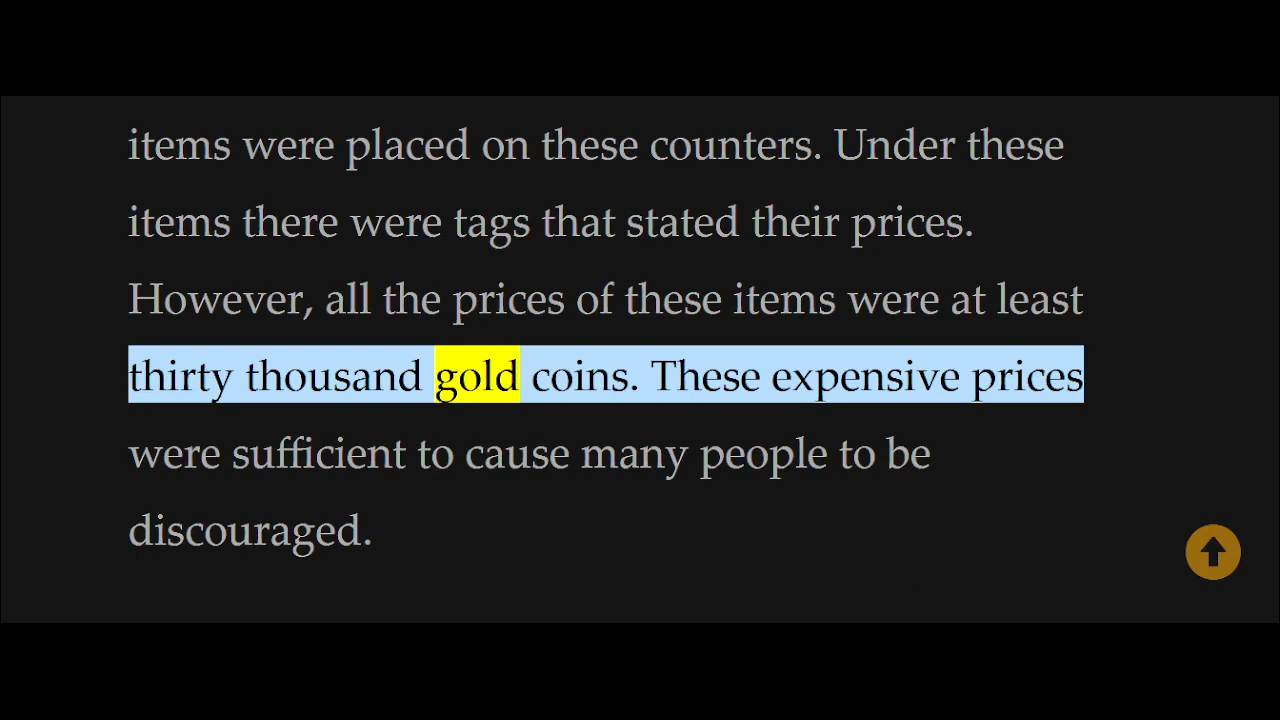 items were placed on these counters. Under these
items there were tags that stated their prices.
However, all the prices of these items were at least
thirty thousand gold coins. These expensive prices
were sufficient to cause many people to be
discouraged.